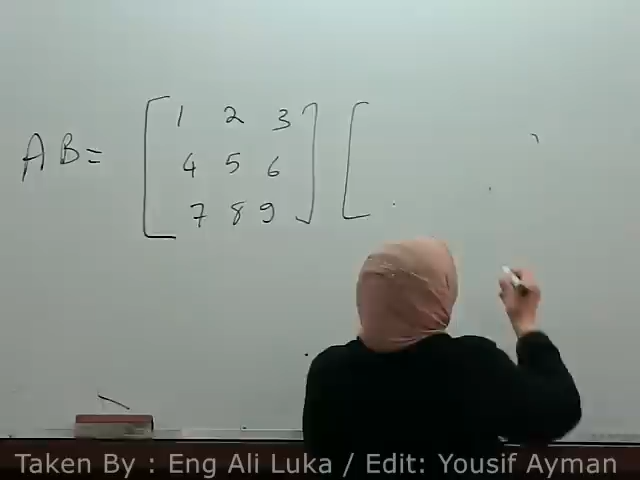 AB = [ 1 2 3 ] [
4 5 6
7 8 9
Taken By : Eng Ali Luka / Edit: Yousif Ayman